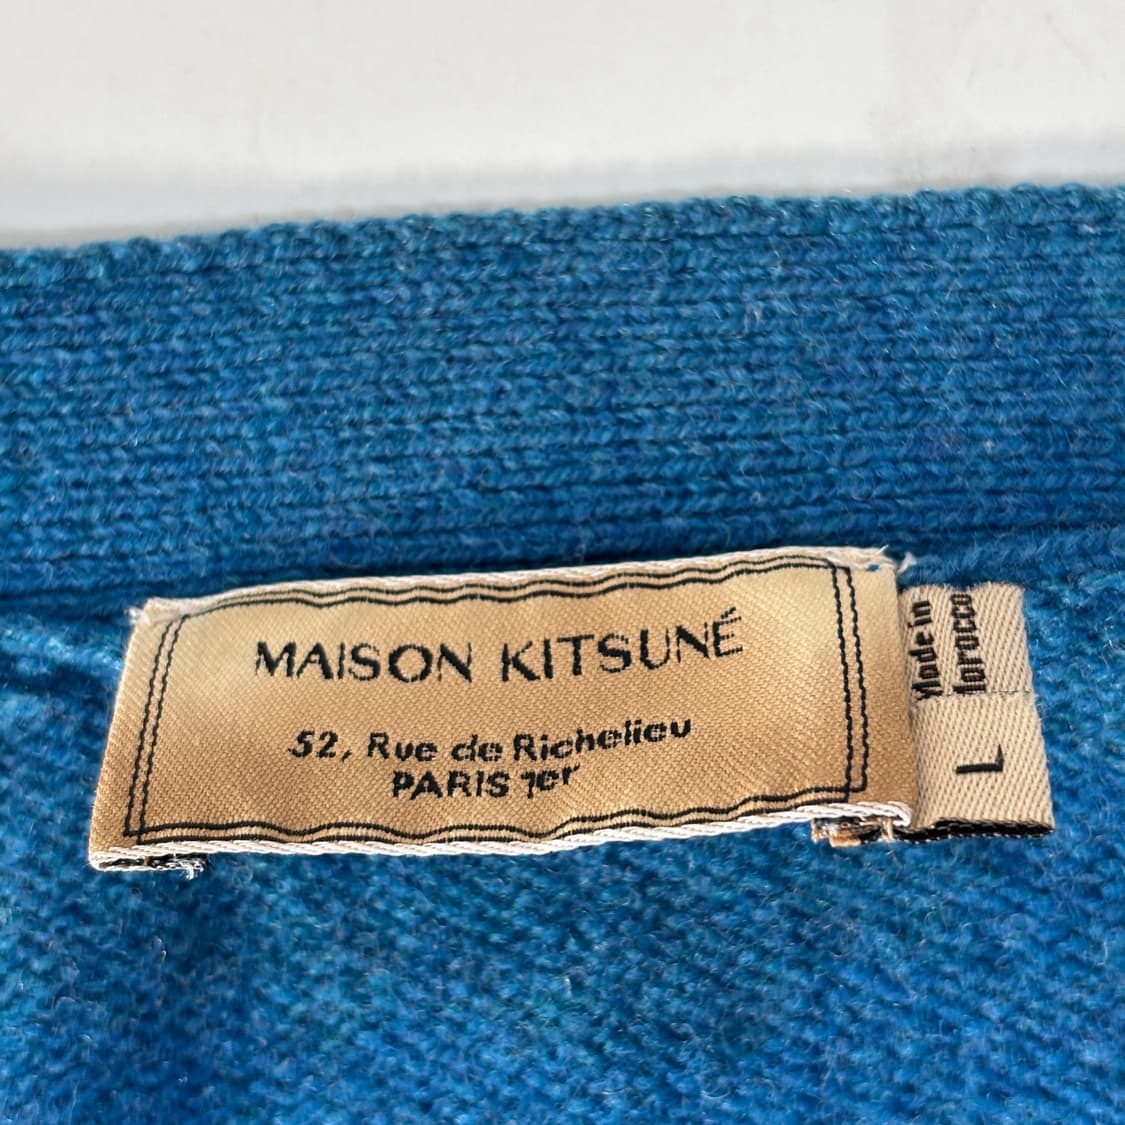 MAISON KITSUNÉ
52, Rue de Richelieu
PARIS 1er
Made in
Morocco
L